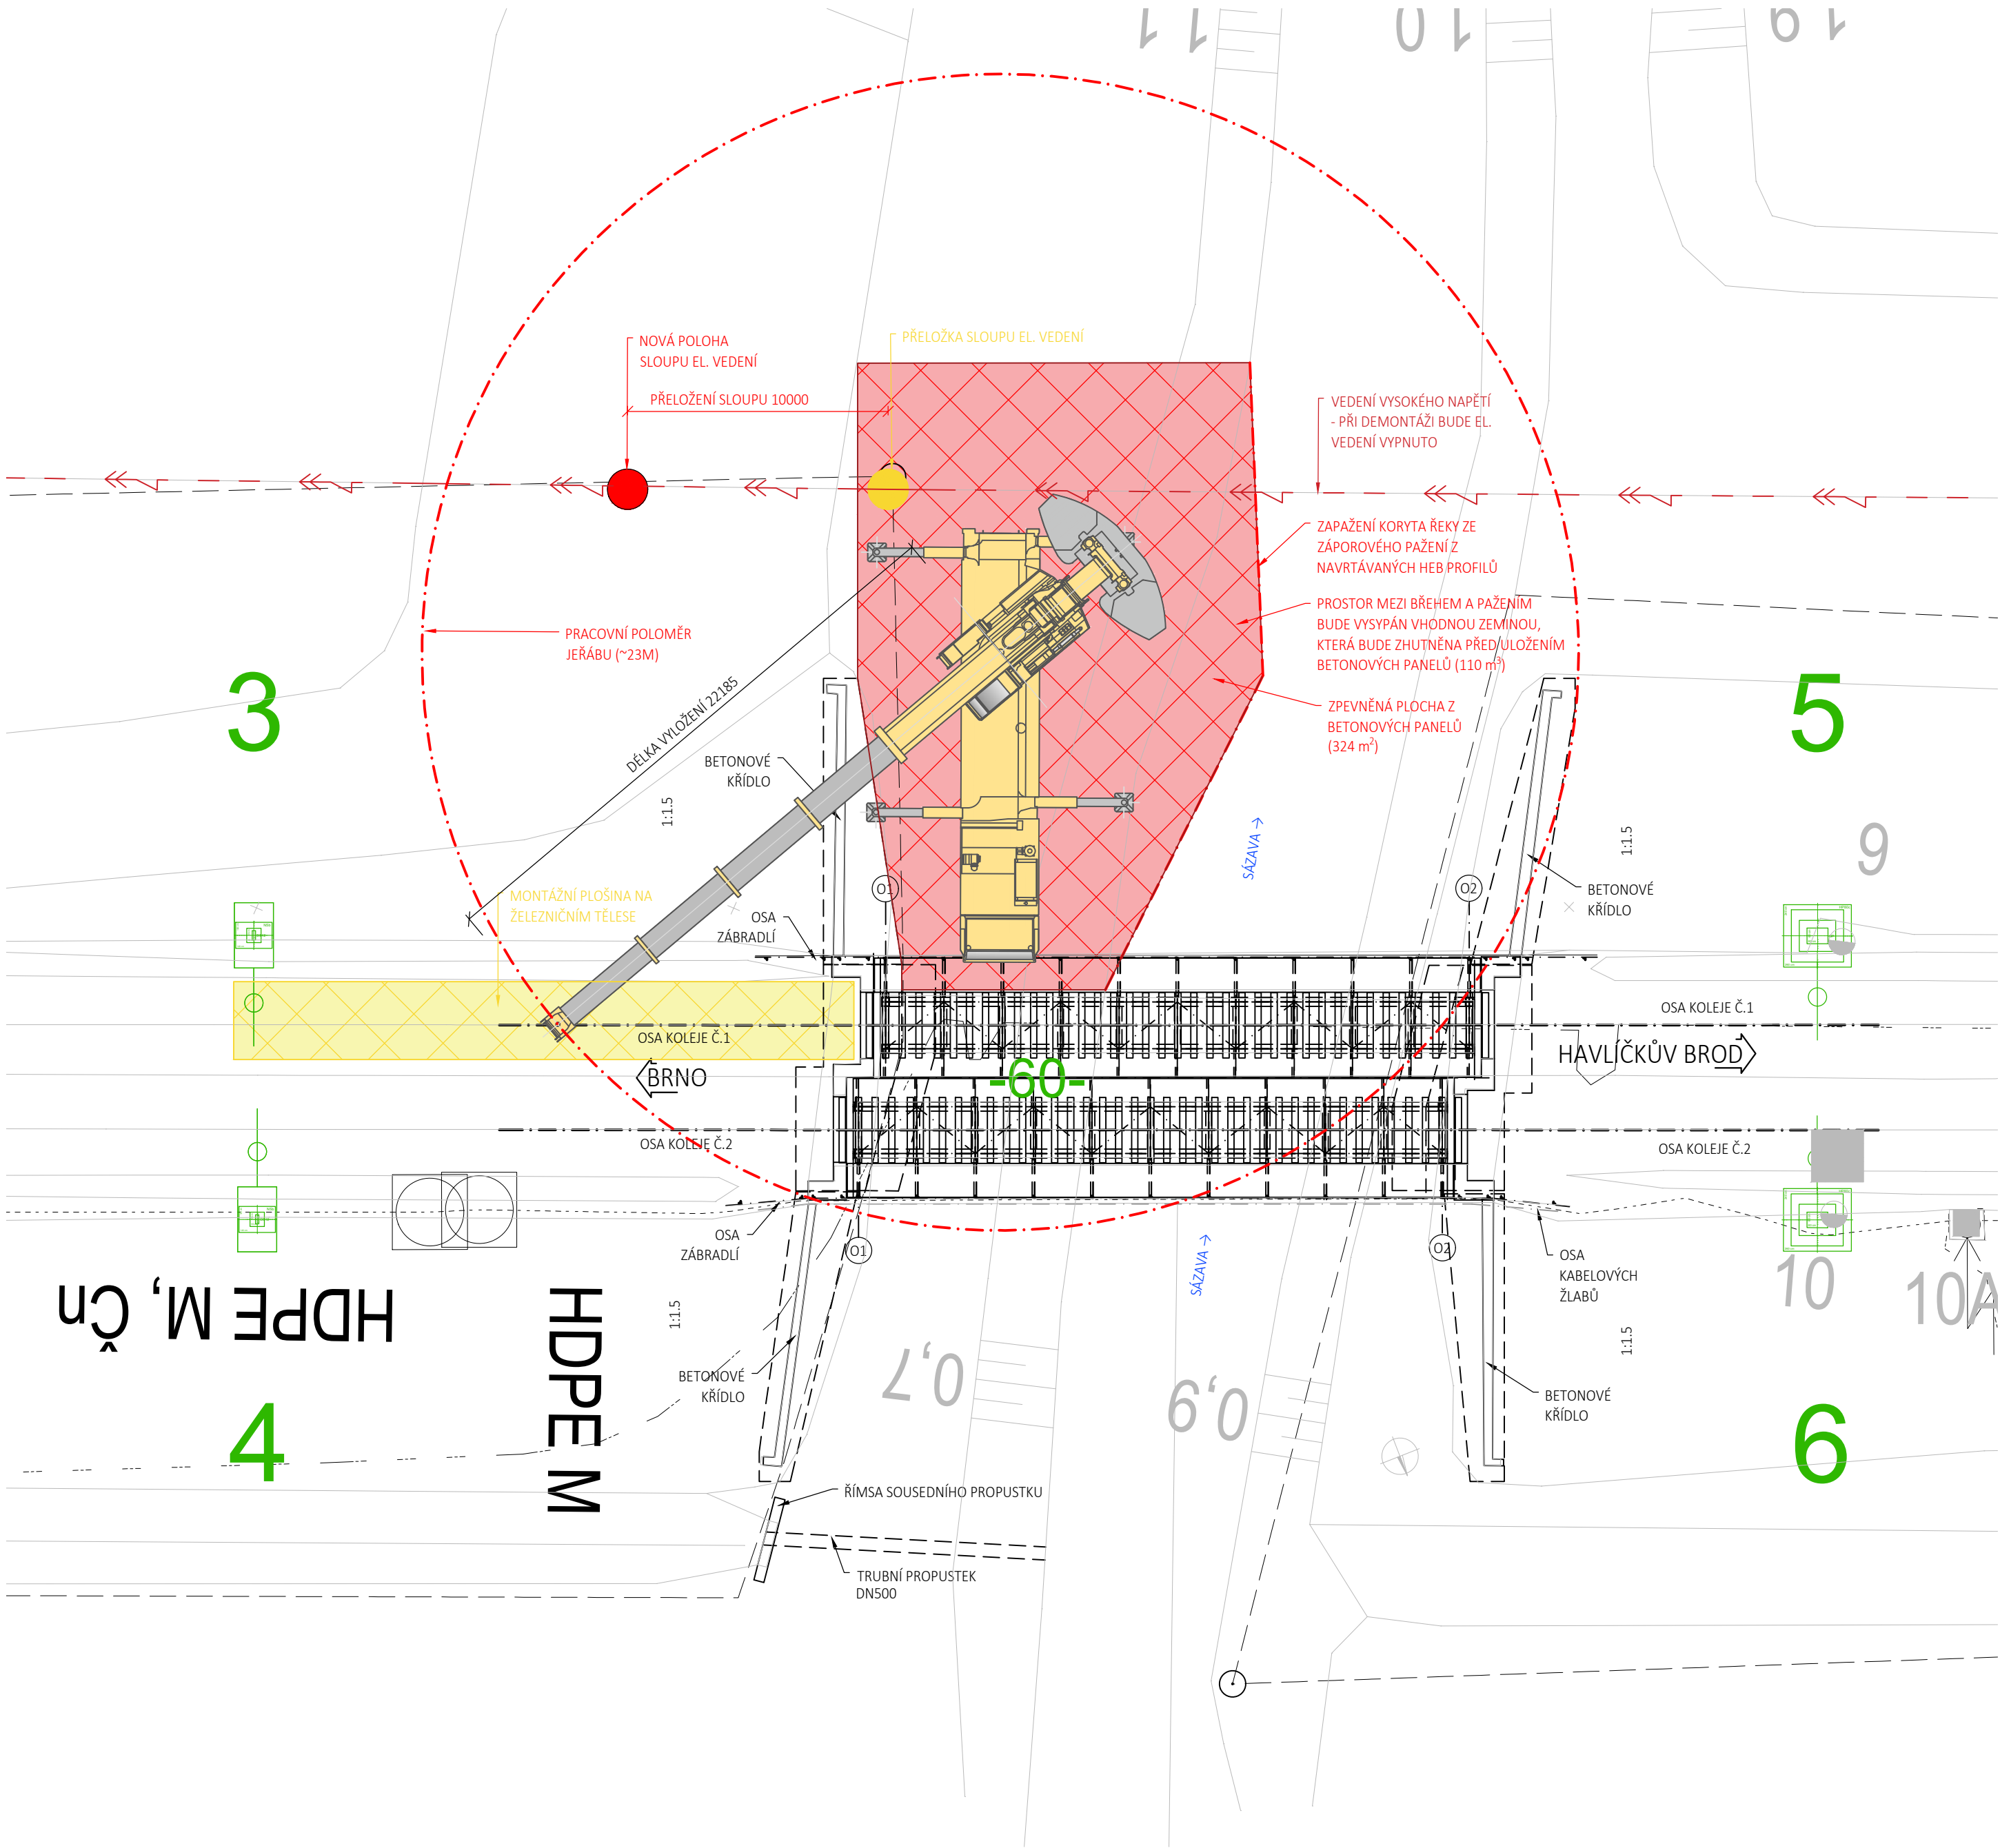 11
10
19
NOVÁ POLOHA
SLOUPU EL. VEDENÍ
PŘELOŽKA SLOUPU EL. VEDENÍ
PŘELOŽENÍ SLOUPU 10000
VEDENÍ VYSOKÉHO NAPĚTÍ
- PŘI DEMONTÁŽI BUDE EL.
VEDENÍ VYPNUTO
ZAPAŽENÍ KORYTA ŘEKY ZE
ZÁPOROVÉHO PAŽENÍ Z
NAVRTÁVANÝCH HEB PROFILŮ
PROSTOR MEZI BŘEHEM A PAŽENÍM
BUDE VYSYPÁN VHODNOU ZEMINOU,
KTERÁ BUDE ZHUTNĚNA PŘED ULOŽENÍM
BETONOVÝCH PANELŮ (110 m³)
PRACOVNÍ POLOMĚR
JEŘÁBU (~23M)
3
5
ZPEVNĚNÁ PLOCHA Z
BETONOVÝCH PANELŮ
(324 m²)
DÉLKA VYLOŽENÍ 22185
BETONOVÉ
KŘÍDLO
1:1.5
SÁZAVA →
1:1.5
9
MONTÁŽNÍ PLOŠINA NA
ŽELEZNIČNÍM TĚLESE
O1
O2
BETONOVÉ
KŘÍDLO
OSA
ZÁBRADLÍ
OSA KOLEJE Č.1
OSA KOLEJE Č.1
BRNO
-60-
HAVLÍČKŮV BROD
OSA KOLEJE Č.2
OSA KOLEJE Č.2
OSA
ZÁBRADLÍ
O1
O2
SÁZAVA →
OSA
KABELOVÝCH
ŽLABŮ
10
10A
HDPE M, Čn
HDPE M
1:1.5
1:1.5
BETONOVÉ
KŘÍDLO
0,7
0,9
BETONOVÉ
KŘÍDLO
4
6
ŘÍMSA SOUSEDNÍHO PROPUSTKU
TRUBNÍ PROPUSTEK
DN500